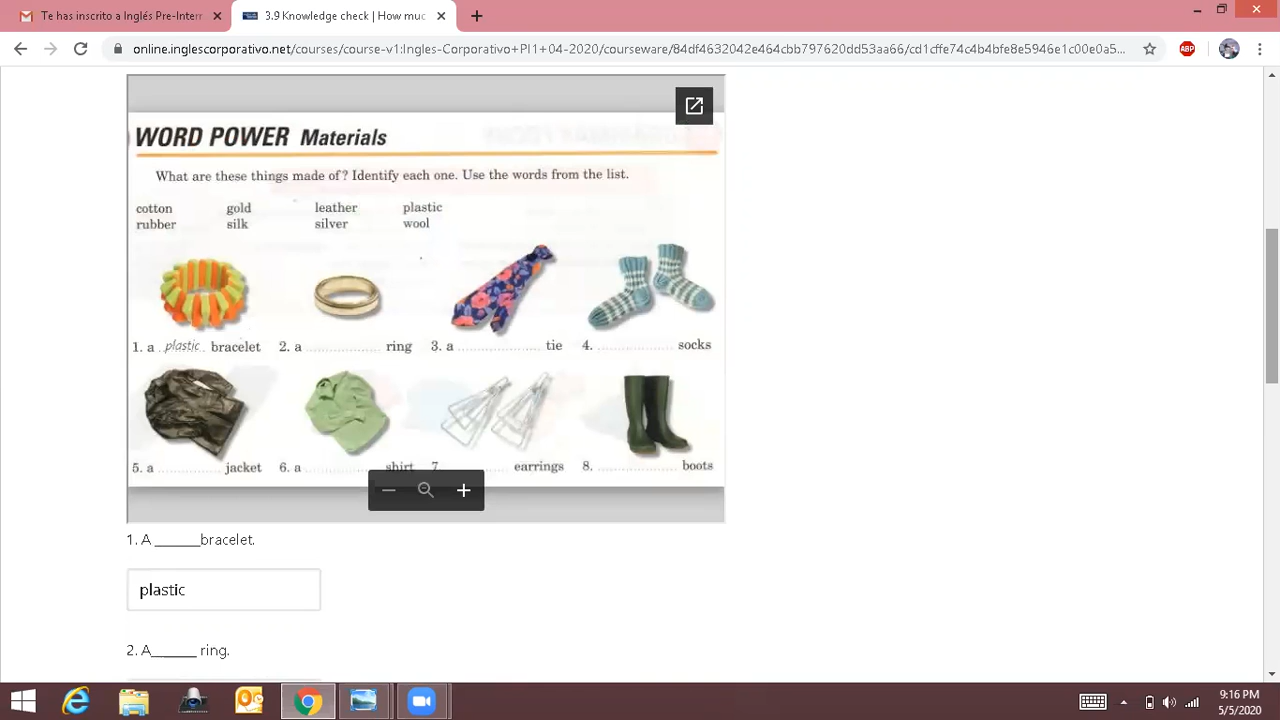 Te has inscrito a Inglés Pre-Interr
3.9 Knowledge check | How muc
online.inglescorporativo.net/courses/course-v1:Ingles-Corporativo+PI1+04-2020/courseware/84df4632042e464cbb797620dd53aa66/cd1cffe74c4b4bfe8e5946e1c00e0a5...
ABP
WORD POWER Materials
What are these things made of? Identify each one. Use the words from the list.
cotton gold leather plastic
rubber silk silver wool
1. a plastic bracelet 2. a ............ ring 3. a ............ tie 4. ............ socks
5. a ............ jacket 6. a ............ shirt 7 ............ earrings 8. ............ boots
1. A ______bracelet.
plastic
2. A______ ring.
9:16 PM
5/5/2020